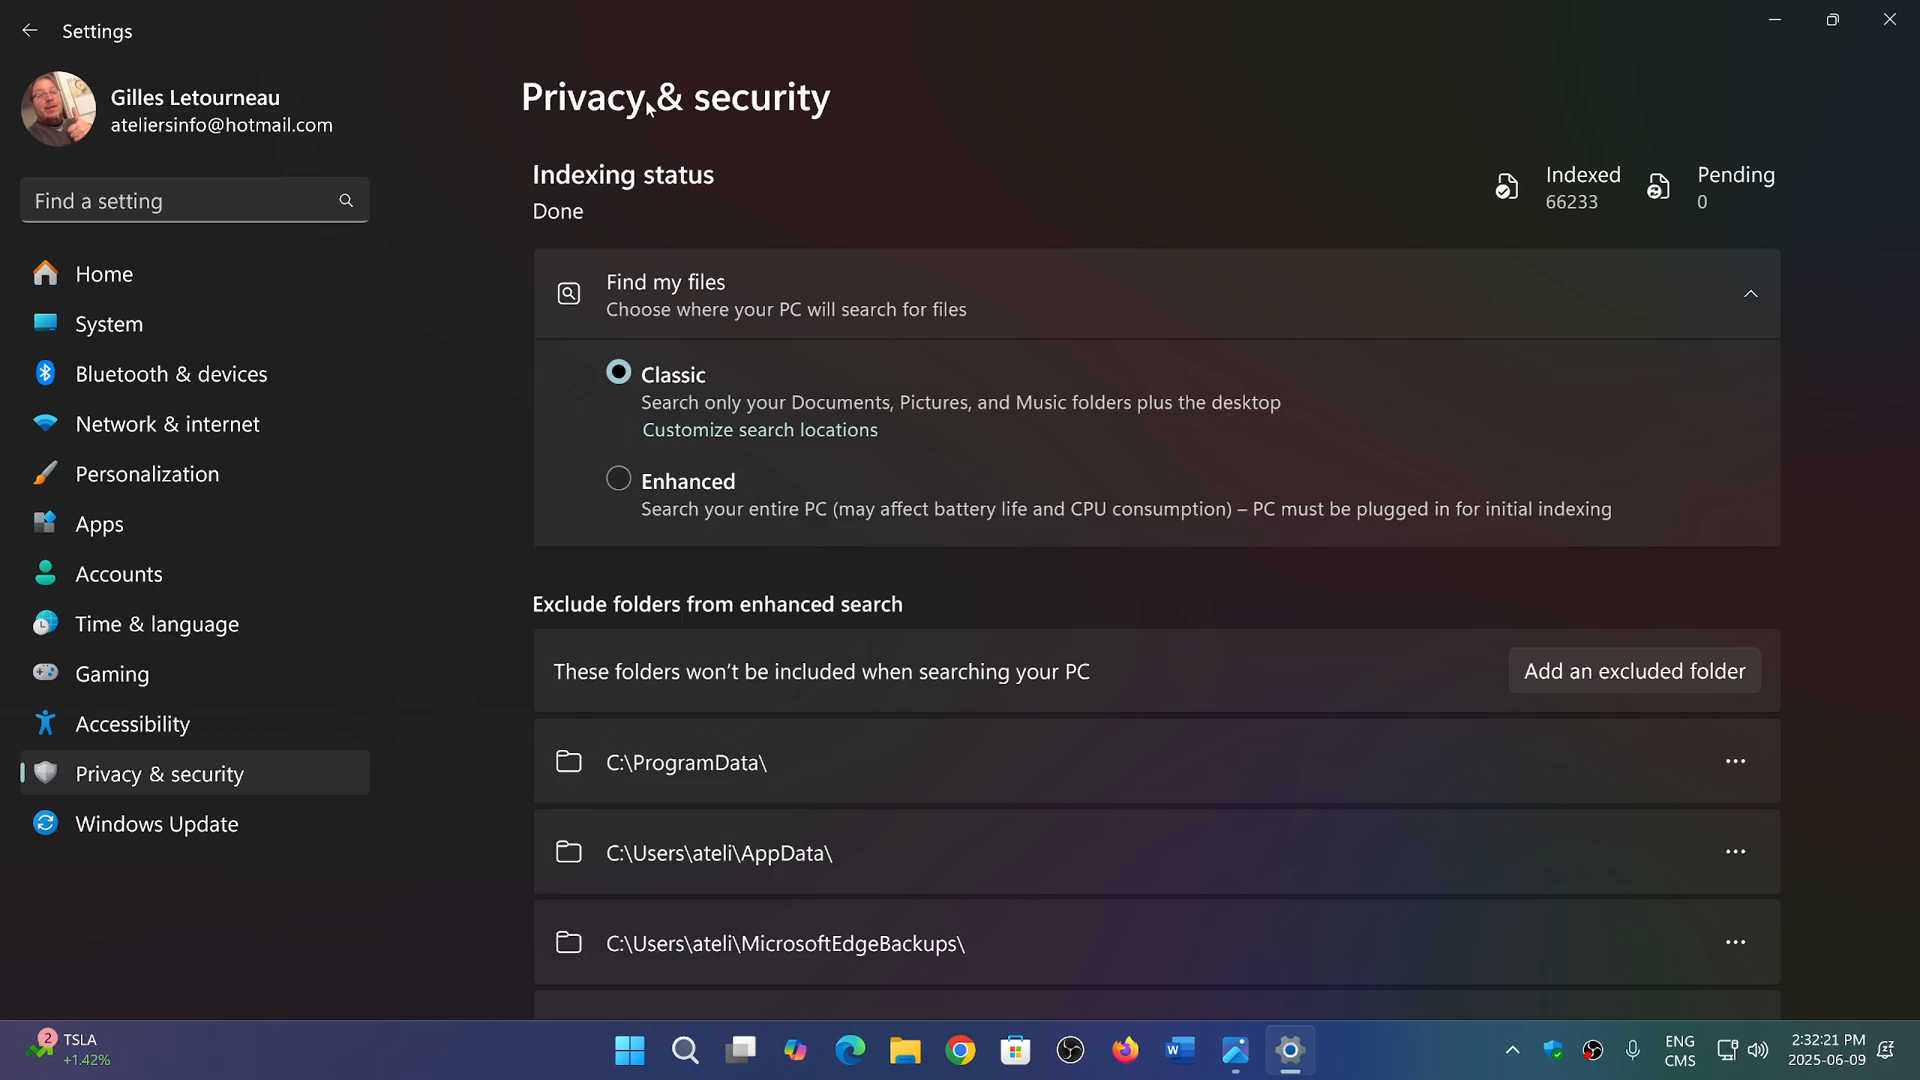 Settings
Gilles Letourneau
ateliersinfo@hotmail.com
Find a setting
Home
System
Bluetooth & devices
Network & internet
Personalization
Apps
Accounts
Time & language
Gaming
Accessibility
Privacy & security
Windows Update
Privacy & security
Indexing status
Done
Indexed
66233
Pending
0
Find my files
Choose where your PC will search for files
Classic
Search only your Documents, Pictures, and Music folders plus the desktop
Customize search locations
Enhanced
Search your entire PC (may affect battery life and CPU consumption) – PC must be plugged in for initial indexing
Exclude folders from enhanced search
These folders won’t be included when searching your PC
Add an excluded folder
C:\ProgramData\
C:\Users\ateli\AppData\
C:\Users\ateli\MicrosoftEdgeBackups\
2
TSLA
+1.42%
W
ENG
CMS
2:32:21 PM
2025-06-09